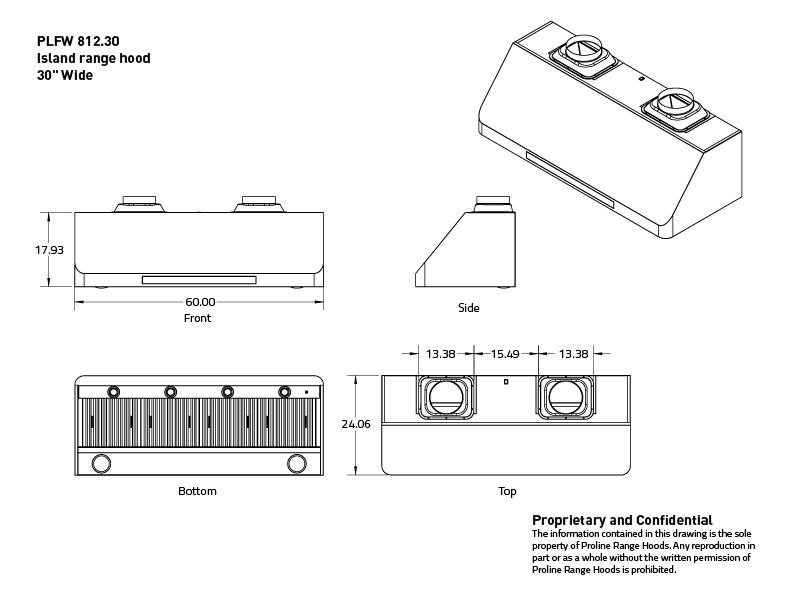 PLFW 812.30
Island range hood
30" Wide
17.93
60.00
Front
Side
13.38
15.49
13.38
24.06
Bottom
Top
Proprietary and Confidential
The information contained in this drawing is the sole
property of Proline Range Hoods. Any reproduction in
part or as a whole without the written permission of
Proline Range Hoods is prohibited.